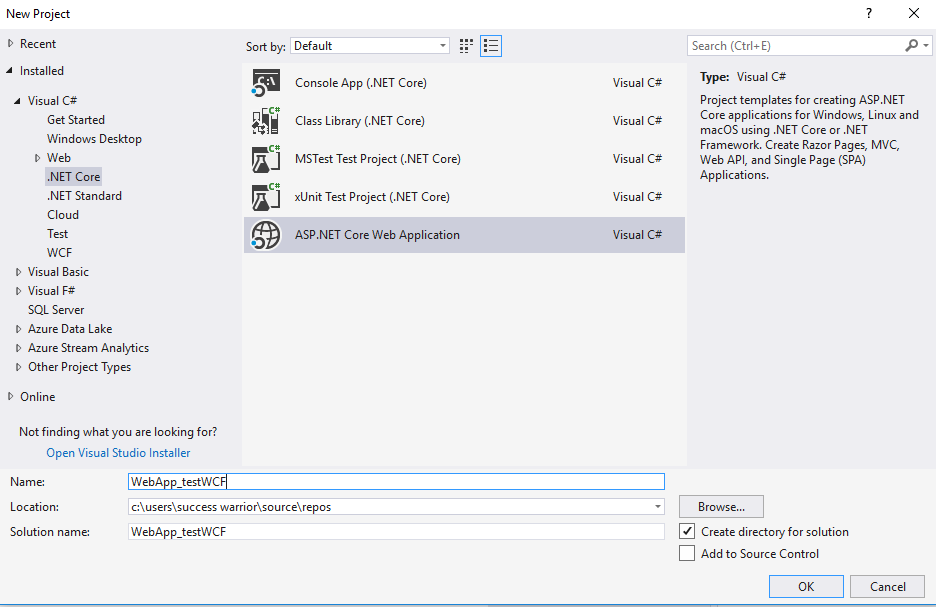 New Project
?
Recent
Installed
Visual C#
Get Started
Windows Desktop
Web
.NET Core
.NET Standard
Cloud
Test
WCF
Visual Basic
Visual F#
SQL Server
Azure Data Lake
Azure Stream Analytics
Other Project Types
Online
Not finding what you are looking for?
Open Visual Studio Installer
Sort by: Default
Console App (.NET Core) Visual C#
Class Library (.NET Core) Visual C#
MSTest Test Project (.NET Core) Visual C#
xUnit Test Project (.NET Core) Visual C#
ASP.NET Core Web Application Visual C#
Search (Ctrl+E)
Type: Visual C#
Project templates for creating ASP.NET
Core applications for Windows, Linux and
macOS using .NET Core or .NET
Framework. Create Razor Pages, MVC,
Web API, and Single Page (SPA)
Applications.
Name: WebApp_testWCF
Location: c:\users\success warrior\source\repos
Browse...
Solution name: WebApp_testWCF
Create directory for solution
Add to Source Control
OK
Cancel